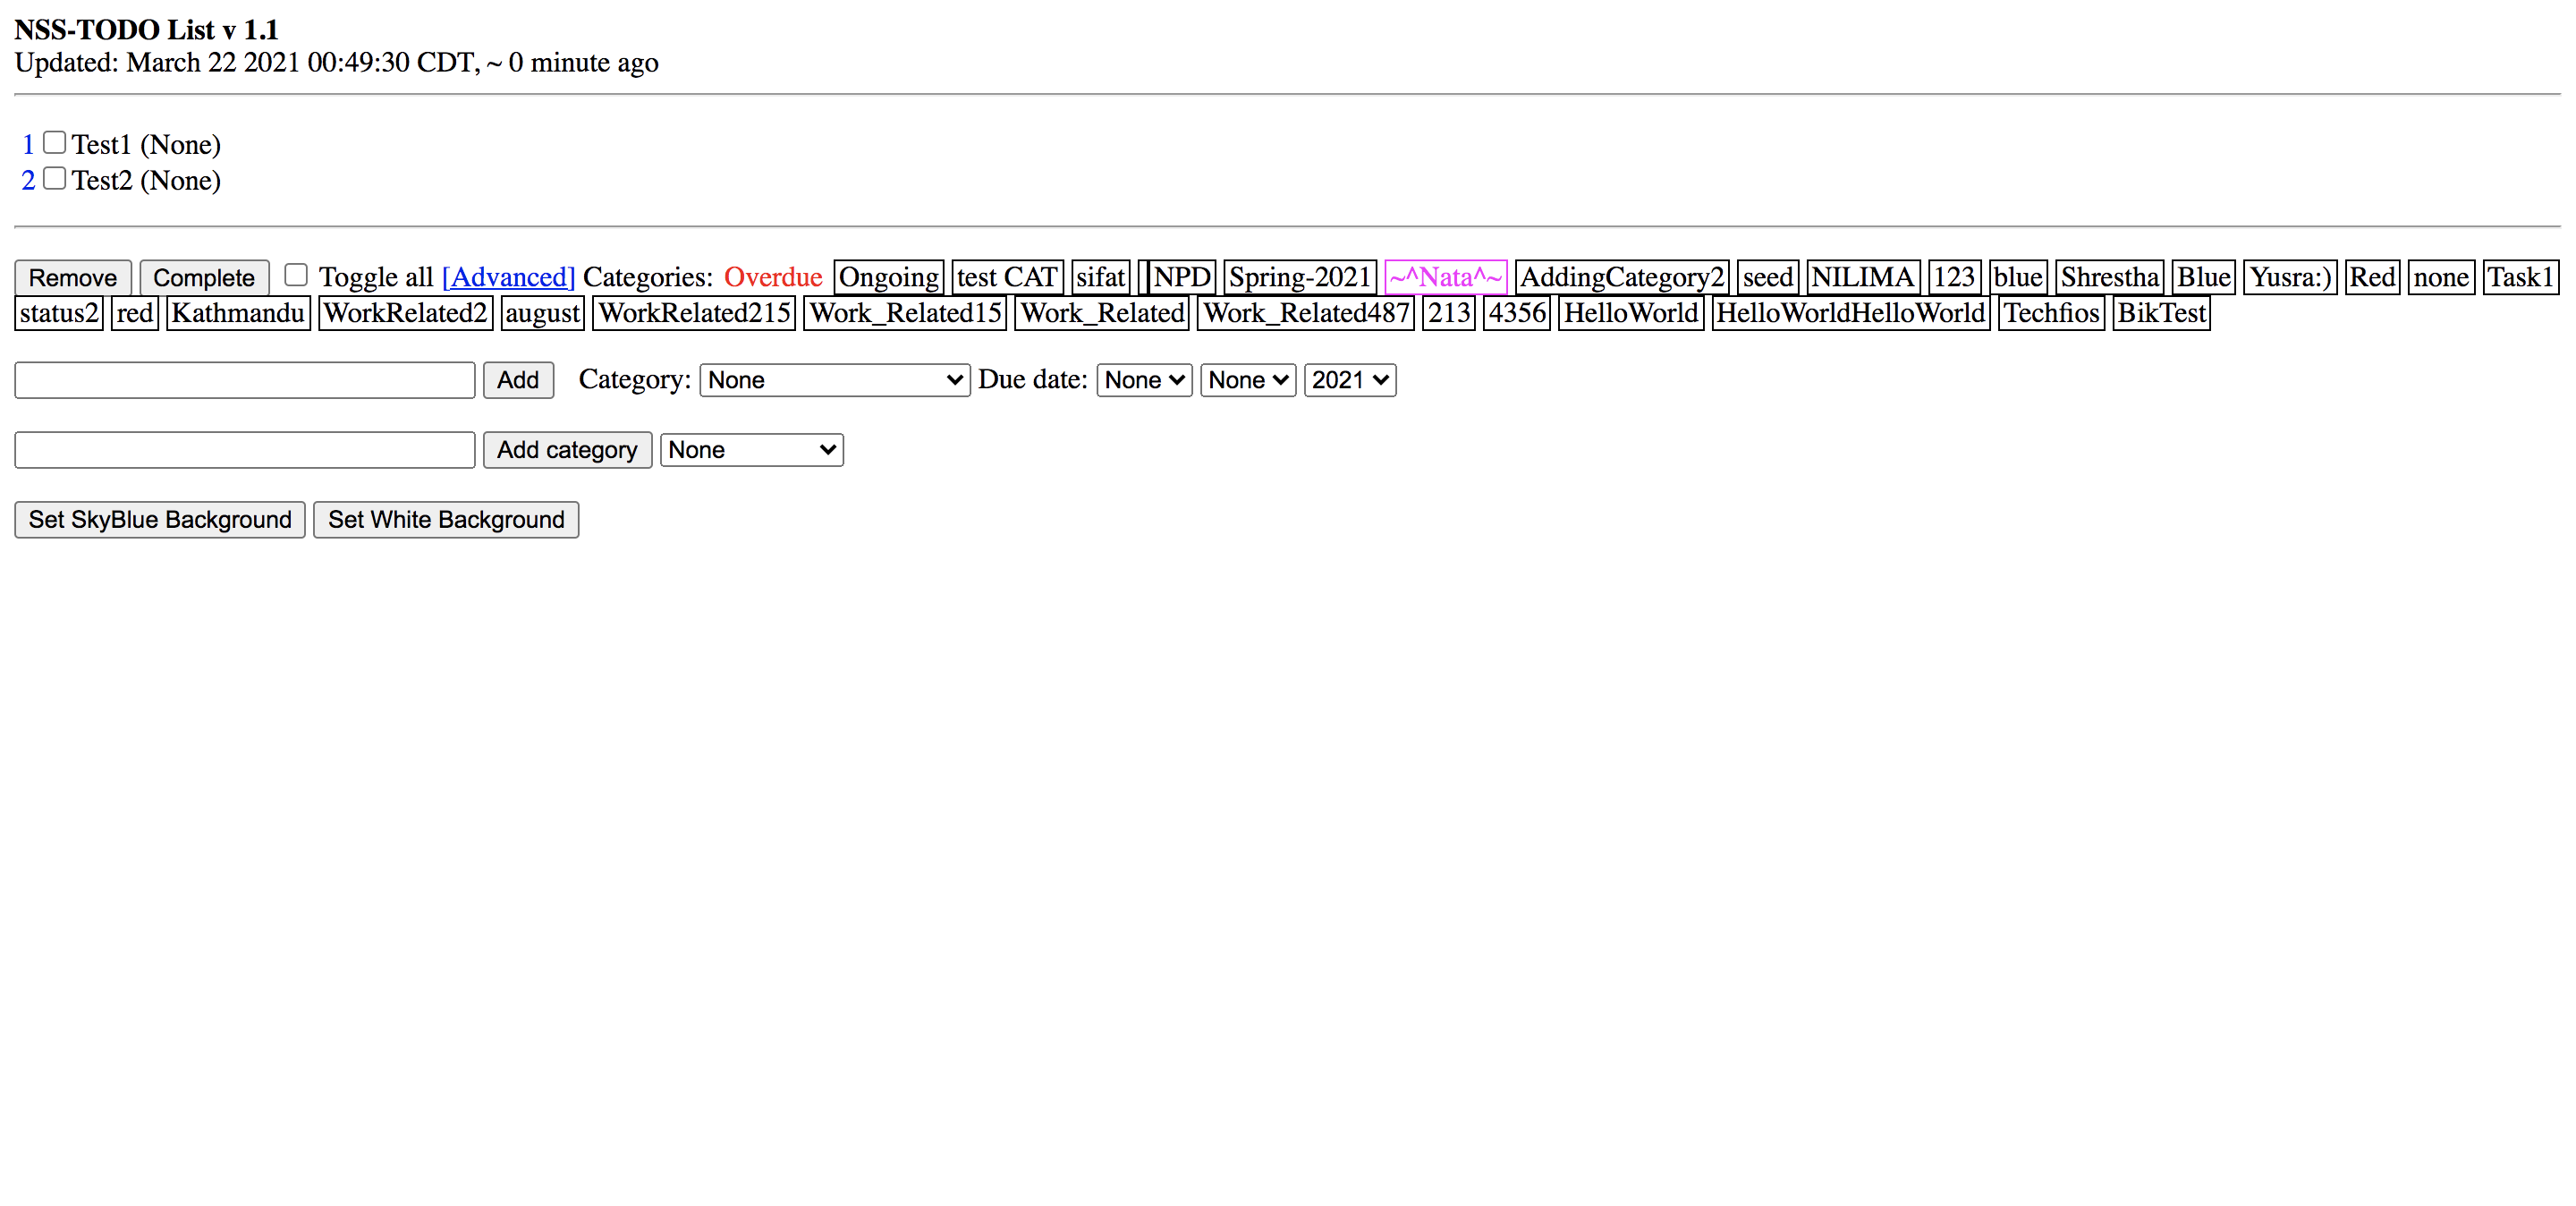 NSS-TODO List v 1.1
Updated: March 22 2021 00:49:30 CDT, ~ 0 minute ago
1 Test1 (None)
2 Test2 (None)
Remove Complete Toggle all [Advanced] Categories: Overdue Ongoing test CAT sifat NPD Spring-2021 ~^Nata^~ AddingCategory2 seed NILIMA 123 blue Shrestha Blue Yusra:) Red none Task1
status2 red Kathmandu WorkRelated2 august WorkRelated215 Work_Related15 Work_Related Work_Related487 213 4356 HelloWorld HelloWorldHelloWorld Techfios BikTest
Add Category: None Due date: None None 2021
Add category None
Set SkyBlue Background Set White Background